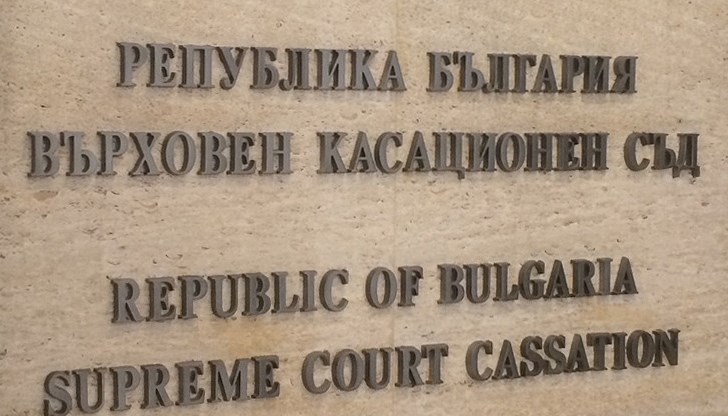 РЕПУБЛИКА БЪЛГАРИЯ
ВЪРХОВЕН КАСАЦИОНЕН СЪД
REPUBLIC OF BULGARIA
SUPREME COURT CASSATION